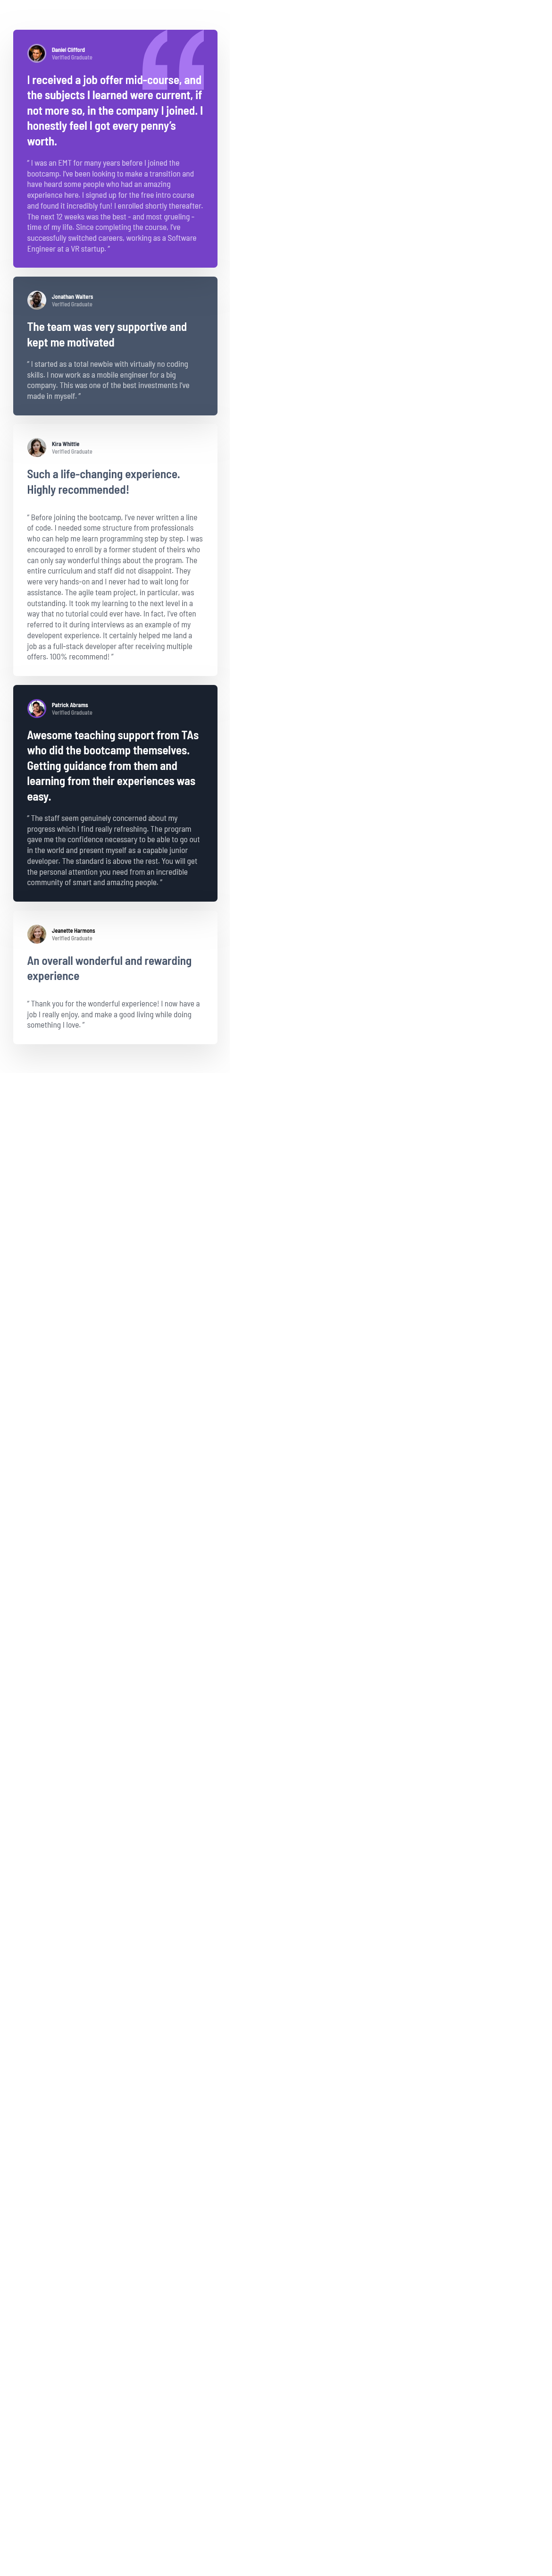 Daniel Clifford
Verified Graduate
I received a job offer mid-course, and
the subjects I learned were current, if
not more so, in the company I joined. I
honestly feel I got every penny’s
worth.
“ I was an EMT for many years before I joined the
bootcamp. I’ve been looking to make a transition and
have heard some people who had an amazing
experience here. I signed up for the free intro course
and found it incredibly fun! I enrolled shortly thereafter.
The next 12 weeks was the best - and most grueling -
time of my life. Since completing the course, I’ve
successfully switched careers, working as a Software
Engineer at a VR startup. ”
Jonathan Walters
Verified Graduate
The team was very supportive and
kept me motivated
“ I started as a total newbie with virtually no coding
skills. I now work as a mobile engineer for a big
company. This was one of the best investments I’ve
made in myself. ”
Kira Whittle
Verified Graduate
Such a life-changing experience.
Highly recommended!
“ Before joining the bootcamp, I’ve never written a line
of code. I needed some structure from professionals
who can help me learn programming step by step. I was
encouraged to enroll by a former student of theirs who
can only say wonderful things about the program. The
entire curriculum and staff did not disappoint. They
were very hands-on and I never had to wait long for
assistance. The agile team project, in particular, was
outstanding. It took my learning to the next level in a
way that no tutorial could ever have. In fact, I’ve often
referred to it during interviews as an example of my
developent experience. It certainly helped me land a
job as a full-stack developer after receiving multiple
offers. 100% recommend! ”
Patrick Abrams
Verified Graduate
Awesome teaching support from TAs
who did the bootcamp themselves.
Getting guidance from them and
learning from their experiences was
easy.
“ The staff seem genuinely concerned about my
progress which I find really refreshing. The program
gave me the confidence necessary to be able to go out
in the world and present myself as a capable junior
developer. The standard is above the rest. You will get
the personal attention you need from an incredible
community of smart and amazing people. ”
Jeanette Harmons
Verified Graduate
An overall wonderful and rewarding
experience
“ Thank you for the wonderful experience! I now have a
job I really enjoy, and make a good living while doing
something I love. ”